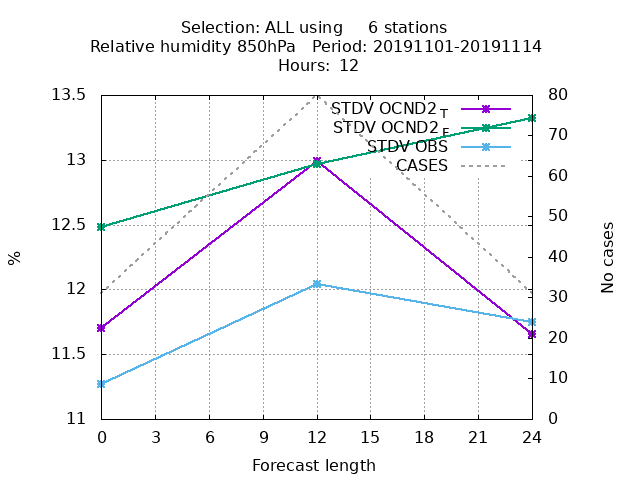 Selection: ALL using 6 stations
Relative humidity 850hPa Period: 20191101-20191114
Hours: 12
13.5
13
12.5
12
11.5
11
%
80
70
60
50
40
30
20
10
0
No cases
STDV OCND2 T
STDV OCND2 F
STDV OBS
CASES
0 3 6 9 12 15 18 21 24
Forecast length